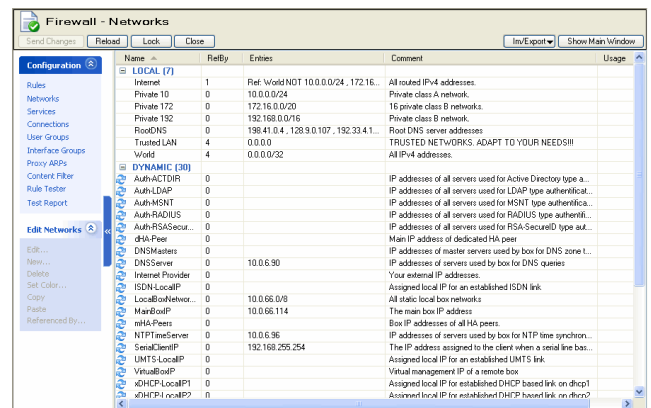 Firewall - Networks
Send Changes Reload Lock Close Im/Export Show Main Window
Configuration
Rules
Networks
Services
Connections
User Groups
Interface Groups
Proxy ARPs
Content Filter
Rule Tester
Test Report
Edit Networks
Edit...
New...
Delete
Set Color...
Copy
Paste
Referenced By...
Name RefBy Entries Comment Usage
LOCAL (7)
Internet 1 Ref: World NOT 10.0.0.0/24 , 172.16... All routed IPv4 addresses.
Private 10 0 10.0.0.0/24 Private class A network.
Private 172 0 172.16.0.0/20 16 private class B networks.
Private 192 0 192.168.0.0/16 Private class B network.
RootDNS 0 198.41.0.4 , 128.9.0.107 , 192.33.4.1... Root DNS server addresses
Trusted LAN 4 0.0.0.0 TRUSTED NETWORKS. ADAPT TO YOUR NEEDS!!!
World 4 0.0.0.0/32 All IPv4 addresses.
DYNAMIC (30)
Auth-ACTDIR 0 IP addresses of all servers used for Active Directory type a...
Auth-LDAP 0 IP addresses of all servers used for LDAP type authentificat...
Auth-MSNT 0 IP addresses of all servers used for MSNT type authentifica...
Auth-RADIUS 0 IP addresses of all servers used for RADIUS type authentifi...
Auth-RSASecur... 0 IP addresses of all servers used for RSA-SecureID type aut...
dHA-Peer 0 Main IP address of dedicated HA peer
DNSMasters 0 IP addresses of master servers used by box for DNS zone t...
DNSServer 0 10.0.6.90 IP addresses of servers used by box for DNS queries
Internet Provider 0 Your external IP addresses.
ISDN-LocalIP 0 Assigned local IP for an established ISDN link
LocalBoxNetwor... 0 10.0.66.0/8 All static local box networks
MainBoxIP 0 10.0.66.114 The main box IP address
mHA-Peers 0 Box IP addresses of all HA peers.
NTPTimeServer 0 10.0.6.96 IP addresses of servers used by box for NTP time synchron...
SerialClientIP 0 192.168.255.254 The IP address assigned to the client when a serial line bas...
UMTS-LocalIP 0 Assigned local IP for an established UMTS link
VirtualBoxIP 0 Virtual management IP of a remote box
xDHCP-LocalIP1 0 Assigned local IP for established DHCP based link on dhcp1
xDHCP-LocalIP2 0 Assigned local IP for established DHCP based link on dhcp2